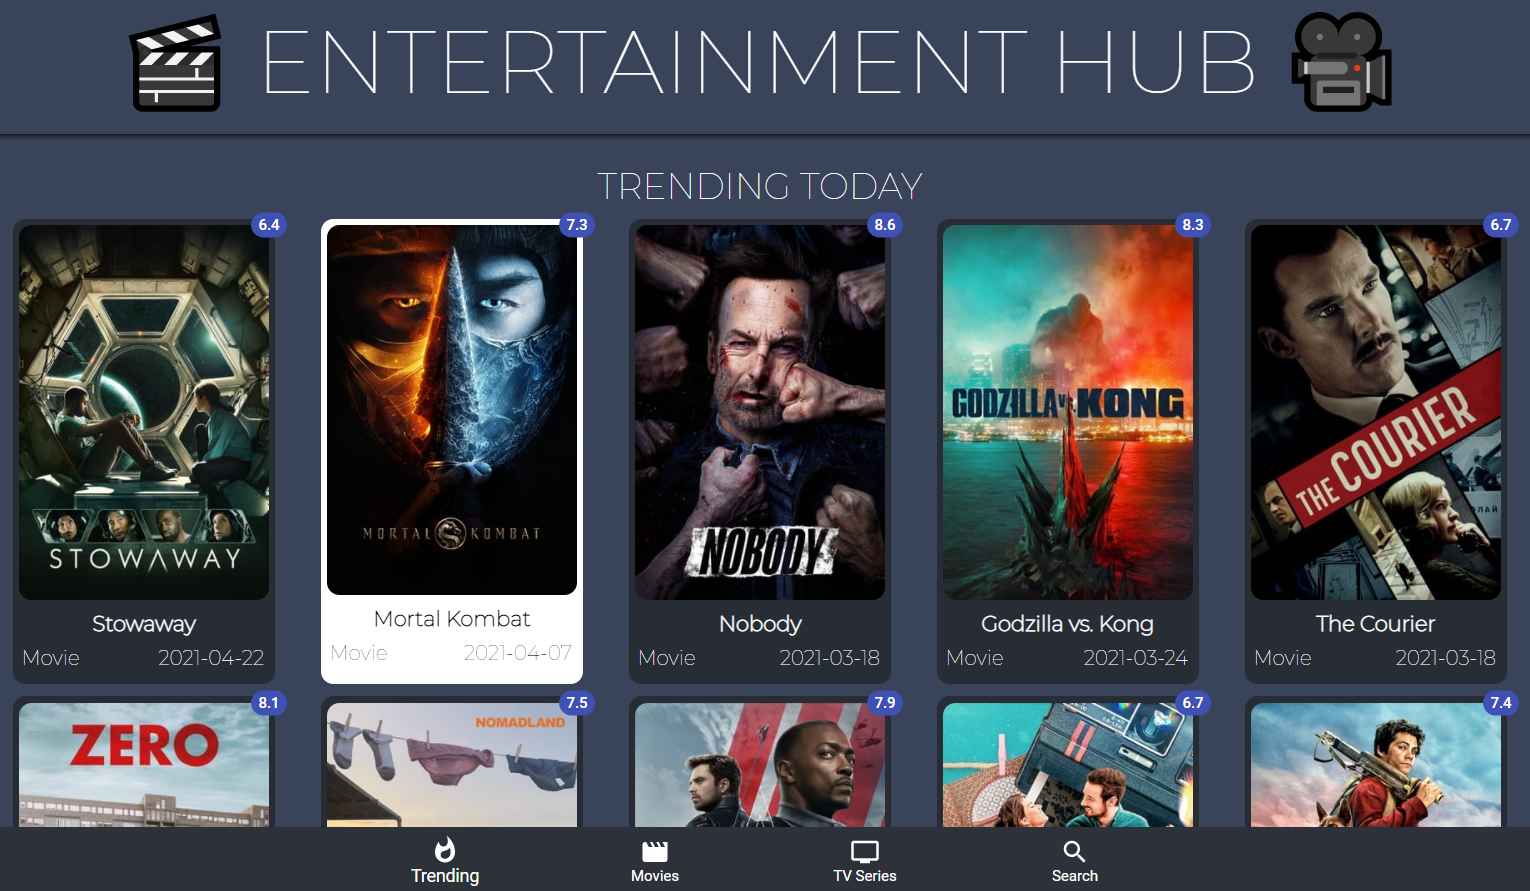 ENTERTAINMENT HUB
TRENDING TODAY
6.4
7.3
8.6
8.3
6.7
STOWAWAY
MORTAL KOMBAT
NOBODY
GODZILLA vs KONG
THE COURIER
Stowaway
Mortal Kombat
Nobody
Godzilla vs. Kong
The Courier
Movie 2021-04-22
Movie 2021-04-07
Movie 2021-03-18
Movie 2021-03-24
Movie 2021-03-18
8.1
7.5
7.9
6.7
7.4
ZERO
NOMADLAND
Trending
Movies
TV Series
Search